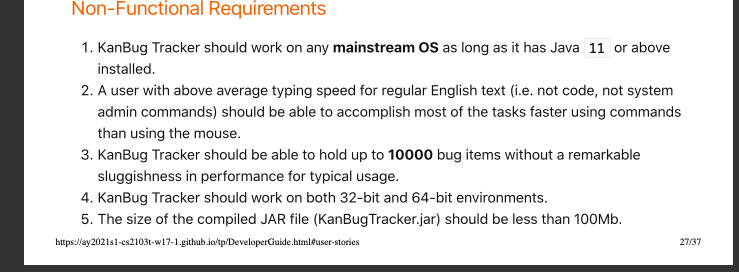 Non-Functional Requirements
1. KanBug Tracker should work on any mainstream OS as long as it has Java 11 or above
installed.
2. A user with above average typing speed for regular English text (i.e. not code, not system
admin commands) should be able to accomplish most of the tasks faster using commands
than using the mouse.
3. KanBug Tracker should be able to hold up to 10000 bug items without a remarkable
sluggishness in performance for typical usage.
4. KanBug Tracker should work on both 32-bit and 64-bit environments.
5. The size of the compiled JAR file (KanBugTracker.jar) should be less than 100Mb.
https://ay2021s1-cs2103t-w17-1.github.io/tp/DeveloperGuide.html#user-stories 27/37